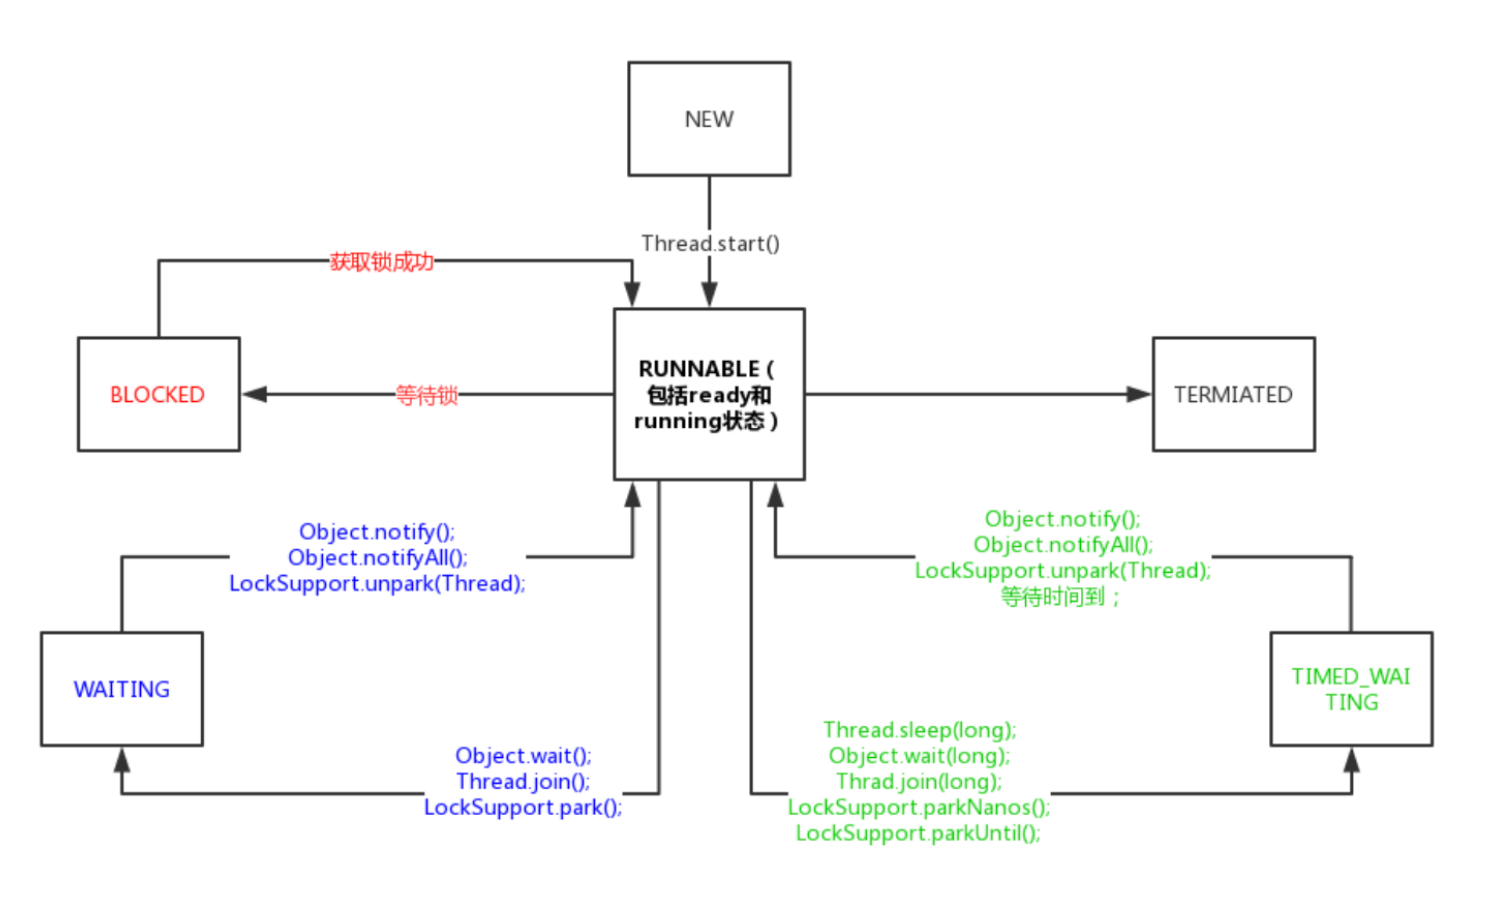 NEW
Thread.start()
获取锁成功
RUNNABLE (
包括ready和
running状态 )
BLOCKED
等待锁
TERMIATED
Object.notify();
Object.notifyAll();
LockSupport.unpark(Thread);
Object.notify();
Object.notifyAll();
LockSupport.unpark(Thread);
等待时间到；
WAITING
TIMED_WAI
TING
Object.wait();
Thread.join();
LockSupport.park();
Thread.sleep(long);
Object.wait(long);
Thrad.join(long);
LockSupport.parkNanos();
LockSupport.parkUntil();